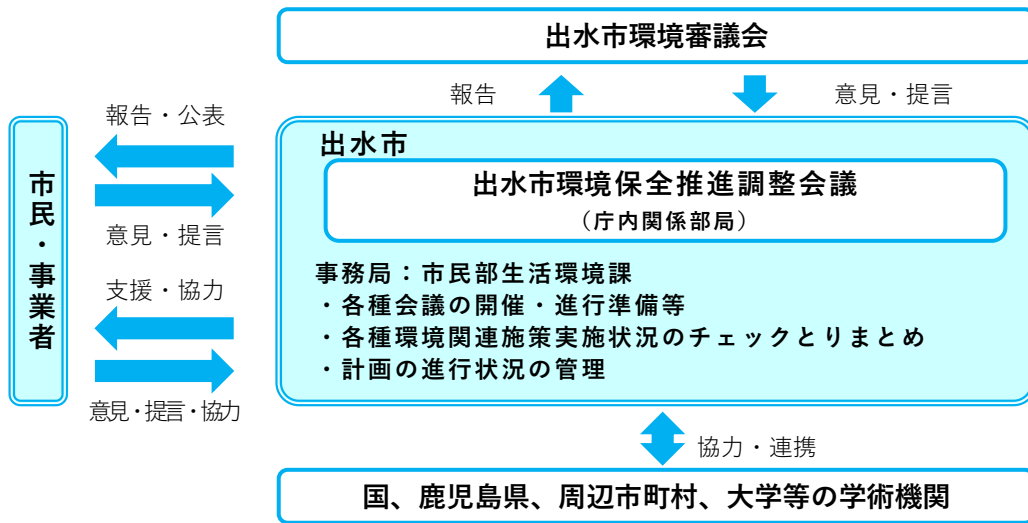 出水市環境審議会
報告
意見・提言
報告・公表
意見・提言
支援・協力
意見・提言・協力
市民・事業者
出水市
出水市環境保全推進調整会議
（庁内関係部局）
事務局：市民部生活環境課
・各種会議の開催・進行準備等
・各種環境関連施策実施状況のチェックとりまとめ
・計画の進行状況の管理
協力・連携
国、鹿児島県、周辺市町村、大学等の学術機関